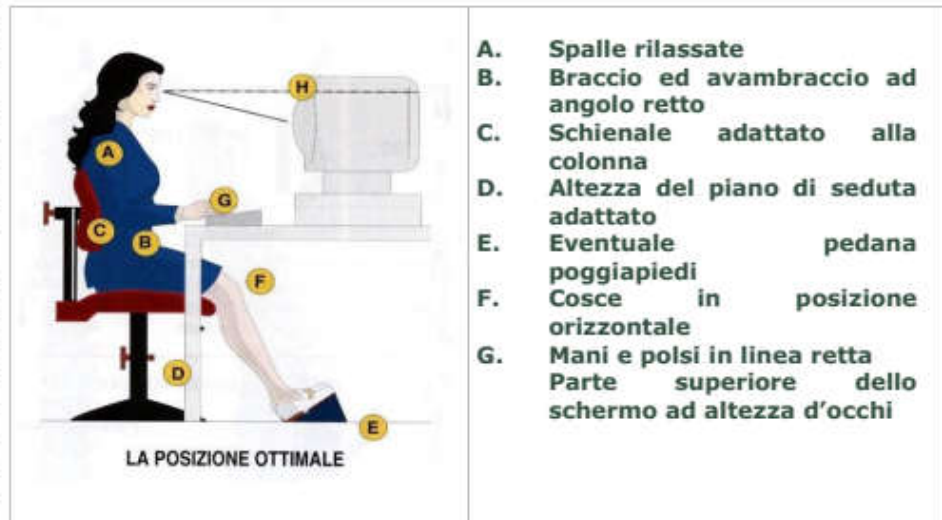 H
A
G
C
B
F
D
E
LA POSIZIONE OTTIMALE
A. Spalle rilassate
B. Braccio ed avambraccio ad
angolo retto
C. Schienale adattato alla
colonna
D. Altezza del piano di seduta
adattato
E. Eventuale pedana
poggiapiedi
F. Cosce in posizione
orizzontale
G. Mani e polsi in linea retta
Parte superiore dello
schermo ad altezza d’occhi